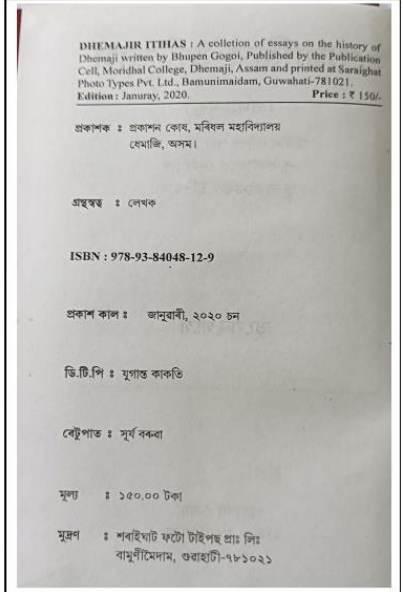 DHEMAJIR ITIHAS : A colletion of essays on the history of
Dhemaji written by Bhupen Gogoi, Published by the Publication
Cell, Moridhal College, Dhemaji, Assam and printed at Saraighat
Photo Types Pvt. Ltd., Bamunimaidam, Guwahati-781021.
Edition : Januray, 2020. Price : ₹ 150/-
প্ৰকাশক ঃ প্ৰকাশন কোষ, মৰিধল মহাবিদ্যালয়
ধেমাজি, অসম।
গ্ৰন্থস্বত্ব ঃ লেখক
ISBN : 978-93-84048-12-9
প্ৰকাশ কাল ঃ জানুৱাৰী, ২০২০ চন
ডি.টি.পি ঃ যুগান্ত কাকতি
বেটুপাত ঃ সূৰ্য বৰুৱা
মূল্য ঃ ১৫০.০০ টকা
মুদ্ৰণ ঃ শৰাইঘাট ফটো টাইপছ প্ৰাঃ লিঃ
বামুণীমৈদাম, গুৱাহাটী-৭৮১০২১